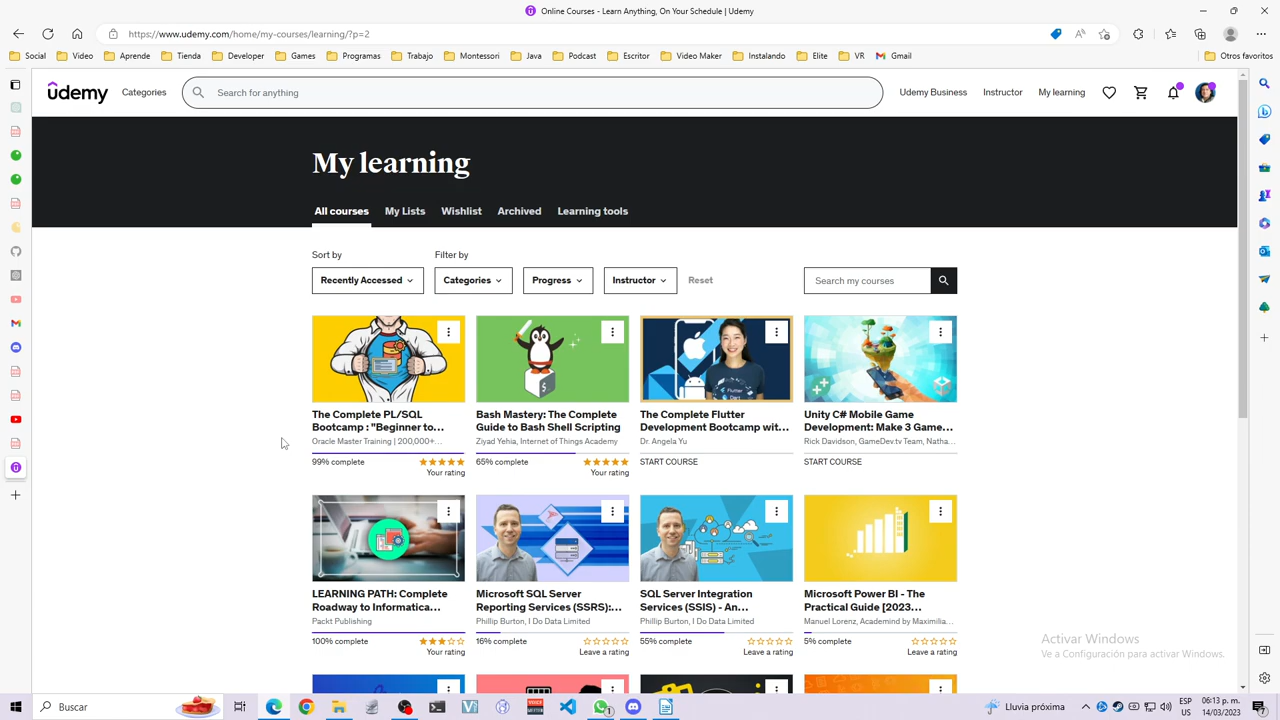 Online Courses - Learn Anything, On Your Schedule | Udemy
https://www.udemy.com/home/my-courses/learning/?p=2
Social Video Aprende Tienda Games Developer Programas Trabajo Montessori Java Podcast Escritor Video Maker Instalando Elite VR Gmail Otros favoritos
ûdemy Categories Search for anything Udemy Business Instructor My learning
My learning
All courses My Lists Wishlist Archived Learning tools
Sort by Filter by
Recently Accessed Categories Progress Instructor Reset Search my courses
The Complete PL/SQL Bootcamp : "Beginner to...
Oracle Master Training | 200,000+...
99% complete
Your rating
Bash Mastery: The Complete Guide to Bash Shell Scripting
Ziyad Yehia, Internet of Things Academy
65% complete
Your rating
Flutter
Dart
The Complete Flutter Development Bootcamp wit...
Dr. Angela Yu
START COURSE
Unity C# Mobile Game Development: Make 3 Game...
Rick Davidson, GameDev.tv Team, Natha...
START COURSE
LEARNING PATH: Complete Roadway to Informatica...
Packt Publishing
100% complete
Your rating
Microsoft SQL Server Reporting Services (SSRS):...
Phillip Burton, I Do Data Limited
16% complete
Leave a rating
SQL Server Integration Services (SSIS) - An...
Phillip Burton, I Do Data Limited
55% complete
Leave a rating
Microsoft Power BI - The Practical Guide [2023...
Manuel Lorenz, Academind by Maximilia...
5% complete
Leave a rating
Activar Windows
Ve a Configuración para activar Windows.
Buscar
Lluvia próxima
ESP
US
06:13 p. m.
14/03/2023